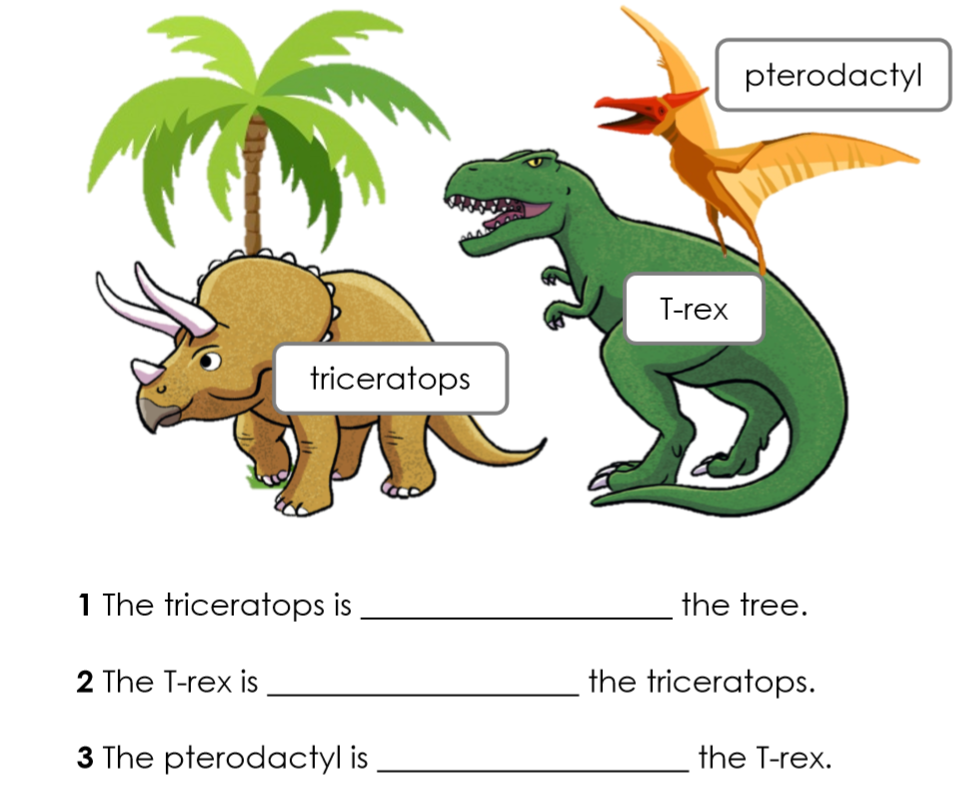 pterodactyl
T-rex
triceratops
1 The triceratops is ____________________ the tree.
2 The T-rex is ____________________ the triceratops.
3 The pterodactyl is ____________________ the T-rex.